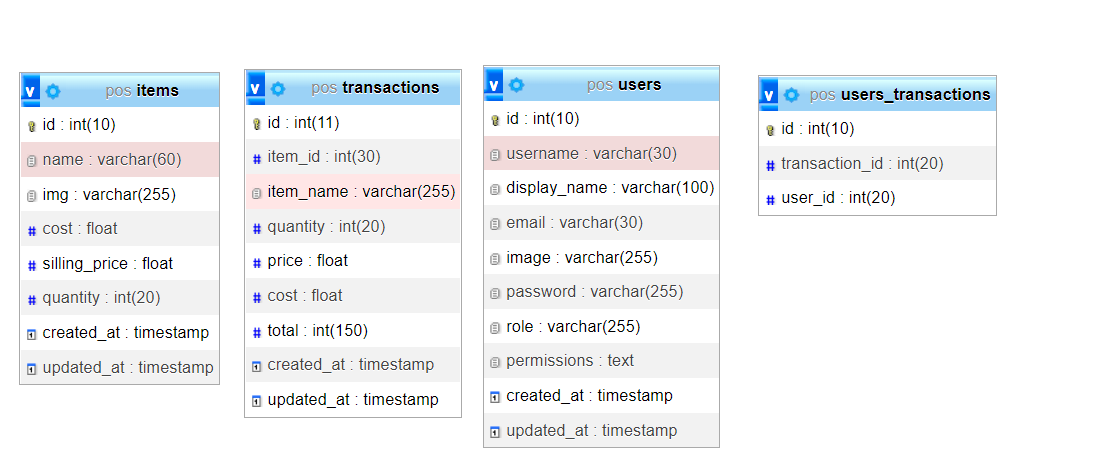 v pos items
id : int(10)
name : varchar(60)
img : varchar(255)
cost : float
silling_price : float
quantity : int(20)
created_at : timestamp
updated_at : timestamp
v pos transactions
id : int(11)
item_id : int(30)
item_name : varchar(255)
quantity : int(20)
price : float
cost : float
total : int(150)
created_at : timestamp
updated_at : timestamp
v pos users
id : int(10)
username : varchar(30)
display_name : varchar(100)
email : varchar(30)
image : varchar(255)
password : varchar(255)
role : varchar(255)
permissions : text
created_at : timestamp
updated_at : timestamp
v pos users_transactions
id : int(10)
transaction_id : int(20)
user_id : int(20)